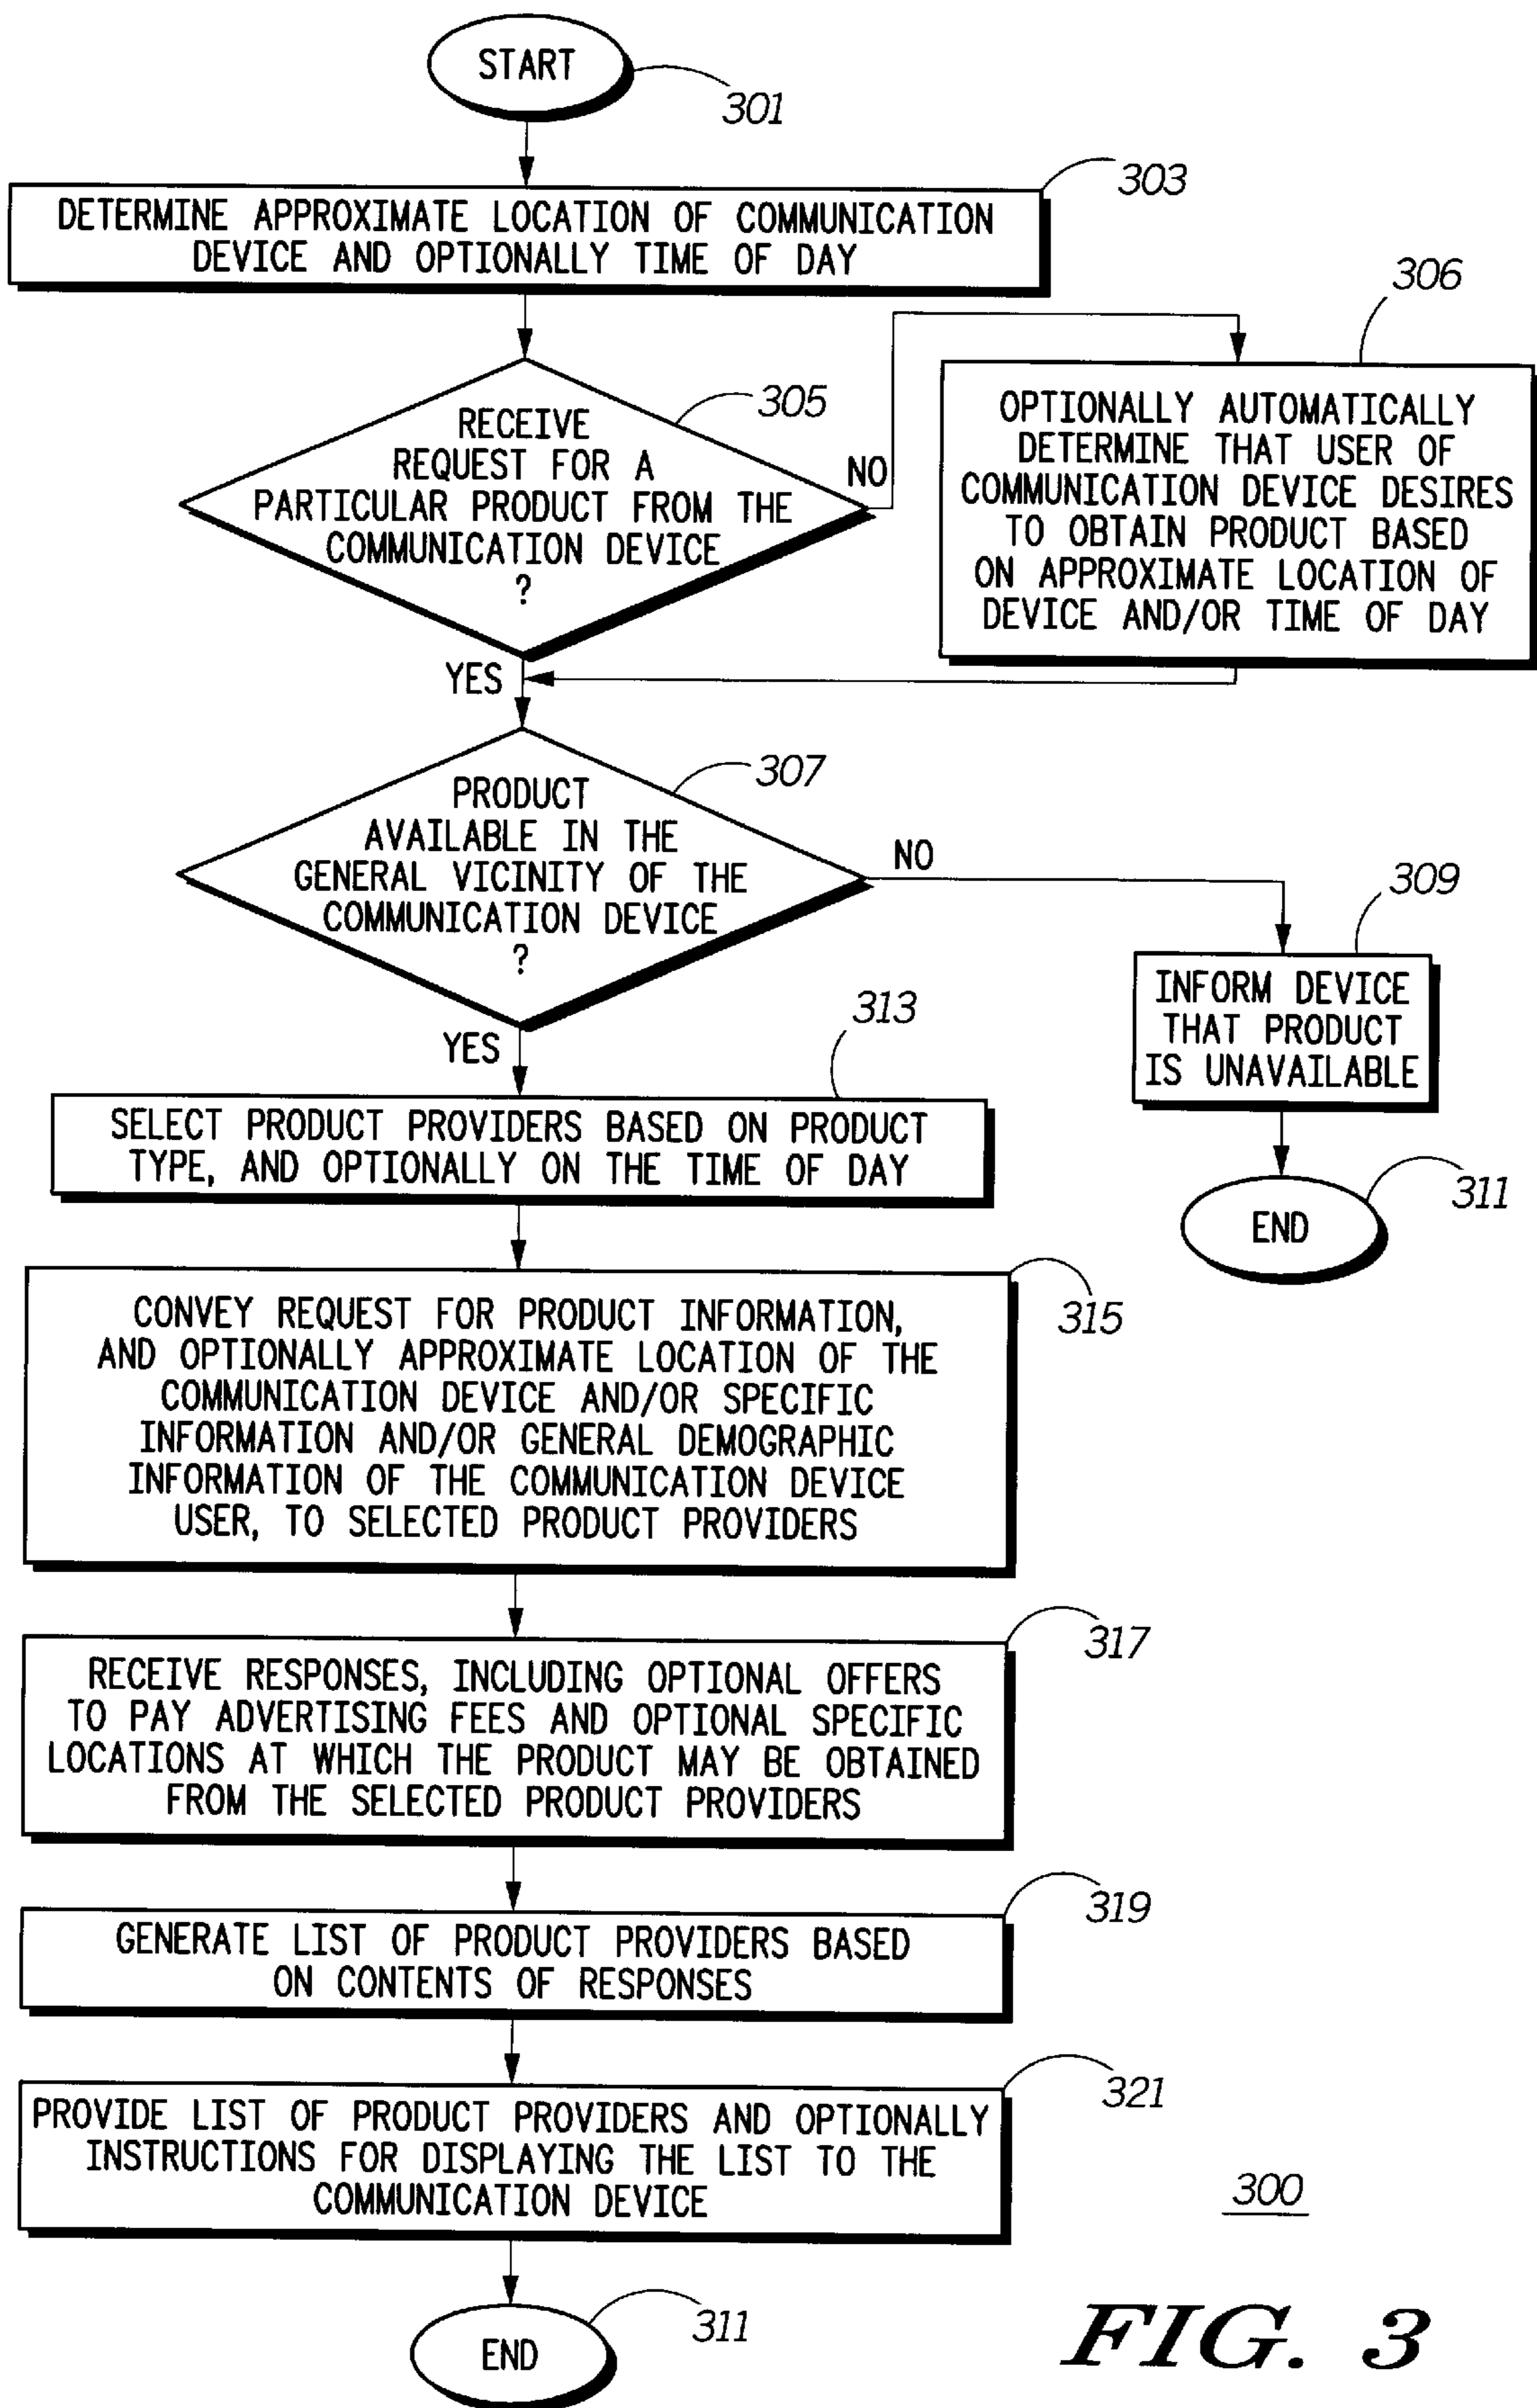 START
301
303
DETERMINE APPROXIMATE LOCATION OF COMMUNICATION
DEVICE AND OPTIONALLY TIME OF DAY
306
305
RECEIVE
REQUEST FOR A
PARTICULAR PRODUCT FROM THE
COMMUNICATION DEVICE
?
NO
OPTIONALLY AUTOMATICALLY
DETERMINE THAT USER OF
COMMUNICATION DEVICE DESIRES
TO OBTAIN PRODUCT BASED
ON APPROXIMATE LOCATION OF
DEVICE AND/OR TIME OF DAY
YES
307
PRODUCT
AVAILABLE IN THE
GENERAL VICINITY OF THE
COMMUNICATION DEVICE
?
NO
309
INFORM DEVICE
THAT PRODUCT
IS UNAVAILABLE
311
END
YES
313
SELECT PRODUCT PROVIDERS BASED ON PRODUCT
TYPE, AND OPTIONALLY ON THE TIME OF DAY
315
CONVEY REQUEST FOR PRODUCT INFORMATION,
AND OPTIONALLY APPROXIMATE LOCATION OF THE
COMMUNICATION DEVICE AND/OR SPECIFIC
INFORMATION AND/OR GENERAL DEMOGRAPHIC
INFORMATION OF THE COMMUNICATION DEVICE
USER, TO SELECTED PRODUCT PROVIDERS
317
RECEIVE RESPONSES, INCLUDING OPTIONAL OFFERS
TO PAY ADVERTISING FEES AND OPTIONAL SPECIFIC
LOCATIONS AT WHICH THE PRODUCT MAY BE OBTAINED
FROM THE SELECTED PRODUCT PROVIDERS
319
GENERATE LIST OF PRODUCT PROVIDERS BASED
ON CONTENTS OF RESPONSES
321
PROVIDE LIST OF PRODUCT PROVIDERS AND OPTIONALLY
INSTRUCTIONS FOR DISPLAYING THE LIST TO THE
COMMUNICATION DEVICE
300
311
END
FIG. 3